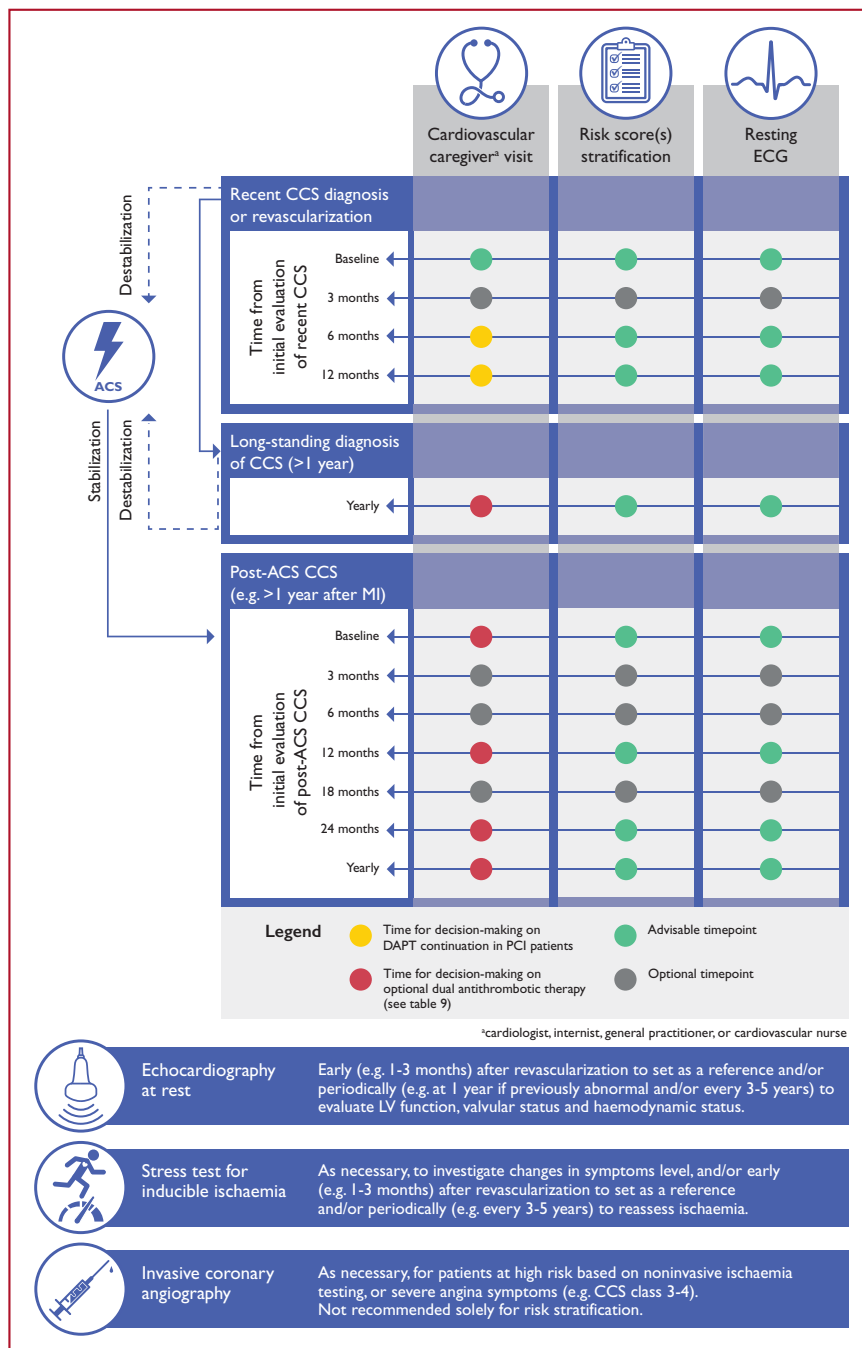 Cardiovascular
caregiverᵃ visit
Risk score(s)
stratification
Resting
ECG
Recent CCS diagnosis
or revascularization
Destabilization
Time from
initial evaluation
of recent CCS
Baseline
3 months
6 months
12 months
ACS
Stabilization
Destabilization
Long-standing diagnosis
of CCS (>1 year)
Yearly
Post-ACS CCS
(e.g. >1 year after MI)
Time from
initial evaluation
of post-ACS CCS
Baseline
3 months
6 months
12 months
18 months
24 months
Yearly
Legend
Time for decision-making on
DAPT continuation in PCI patients
Advisable timepoint
Time for decision-making on
optional dual antithrombotic therapy
(see table 9)
Optional timepoint
ᵃcardiologist, internist, general practitioner, or cardiovascular nurse
Echocardiography
at rest
Early (e.g. 1-3 months) after revascularization to set as a reference and/or
periodically (e.g. at 1 year if previously abnormal and/or every 3-5 years) to
evaluate LV function, valvular status and haemodynamic status.
Stress test for
inducible ischaemia
As necessary, to investigate changes in symptoms level, and/or early
(e.g. 1-3 months) after revascularization to set as a reference
and/or periodically (e.g. every 3-5 years) to reassess ischaemia.
Invasive coronary
angiography
As necessary, for patients at high risk based on noninvasive ischaemia
testing, or severe angina symptoms (e.g. CCS class 3-4).
Not recommended solely for risk stratification.